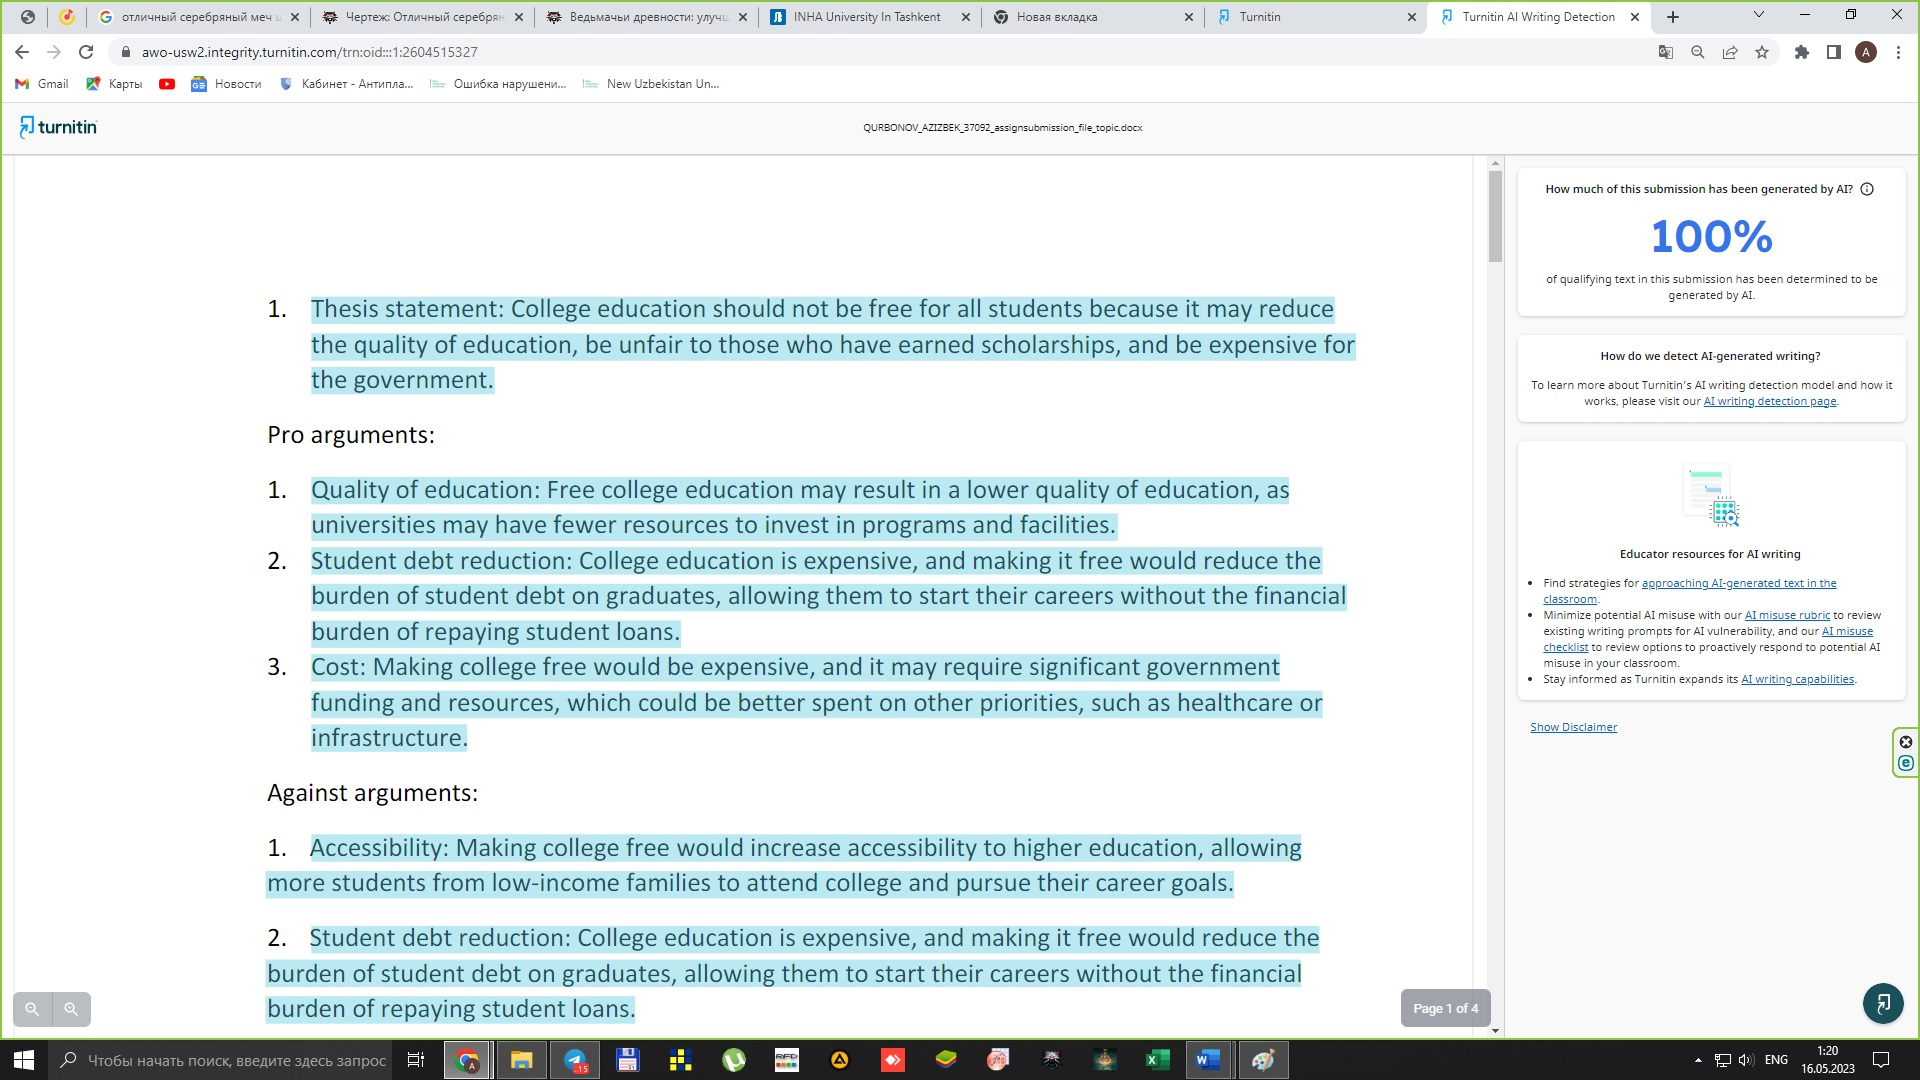 отличный серебряный меч ш
Чертеж: Отличный серебрян
Ведьмачьи древности: улучш
INHA University In Tashkent
Новая вкладка
Turnitin
Turnitin AI Writing Detection
awo-usw2.integrity.turnitin.com/trn:oid:::1:2604515327
A
Gmail
Карты
Новости
Кабинет - Антипла...
Ошибка нарушени...
New Uzbekistan Un...
turnitin
QURBONOV_AZIZBEK_37092_assignsubmission_file_topic.docx
1. Thesis statement: College education should not be free for all students because it may reduce
the quality of education, be unfair to those who have earned scholarships, and be expensive for
the government.
Pro arguments:
1. Quality of education: Free college education may result in a lower quality of education, as
universities may have fewer resources to invest in programs and facilities.
2. Student debt reduction: College education is expensive, and making it free would reduce the
burden of student debt on graduates, allowing them to start their careers without the financial
burden of repaying student loans.
3. Cost: Making college free would be expensive, and it may require significant government
funding and resources, which could be better spent on other priorities, such as healthcare or
infrastructure.
Against arguments:
1. Accessibility: Making college free would increase accessibility to higher education, allowing
more students from low-income families to attend college and pursue their career goals.
2. Student debt reduction: College education is expensive, and making it free would reduce the
burden of student debt on graduates, allowing them to start their careers without the financial
burden of repaying student loans.
Page 1 of 4
How much of this submission has been generated by AI?
100%
of qualifying text in this submission has been determined to be
generated by AI.
How do we detect AI-generated writing?
To learn more about Turnitin's AI writing detection model and how it
works, please visit our AI writing detection page.
Educator resources for AI writing
• Find strategies for approaching AI-generated text in the
classroom.
• Minimize potential AI misuse with our AI misuse rubric to review
existing writing prompts for AI vulnerability, and our AI misuse
checklist to review options to proactively respond to potential AI
misuse in your classroom.
• Stay informed as Turnitin expands its AI writing capabilities.
Show Disclaimer
Чтобы начать поиск, введите здесь запрос
ENG
1:20
16.05.2023